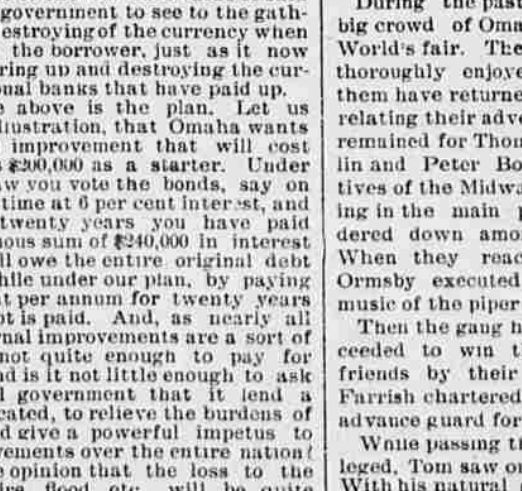 government to see to the gath-
estroying of the currency when
the borrower, just as it now
ring up and destroying the cur-
onal banks that have paid up.
e above is the plan. Let us
llustration, that Omaha wants
improvement that will cost
s $200,000 as a starter. Under
aw you vote the bonds, say on
time at 6 per cent interest, and
twenty years you have paid
mous sum of $240,000 in interest
ll owe the entire original debt
hile under our plan, by paying
t per annum for twenty years
bt is paid. And, as nearly all
rnal improvements are a sort of
not quite enough to pay for
nd is it not little enough to ask
l government that it lend a
cated, to relieve the burdens of
d give a powerful impetus to
vements over the entire nation?
e opinion that the loss to the
ire, flood, etc., will be quite
During the past
big crowd of Oma
World's fair. The
thoroughly enjoye
them have returne
relating their adve
remained for Thom
lin and Peter Bo
tives of the Midwa
ing in the main p
dered down amo
When they reac
Ormsby executed
music of the piper
Then the gang h
ceeded to win t
friends by their
Farrish chartered
advance guard for
While passing th
leged, Tom saw on
With his natural